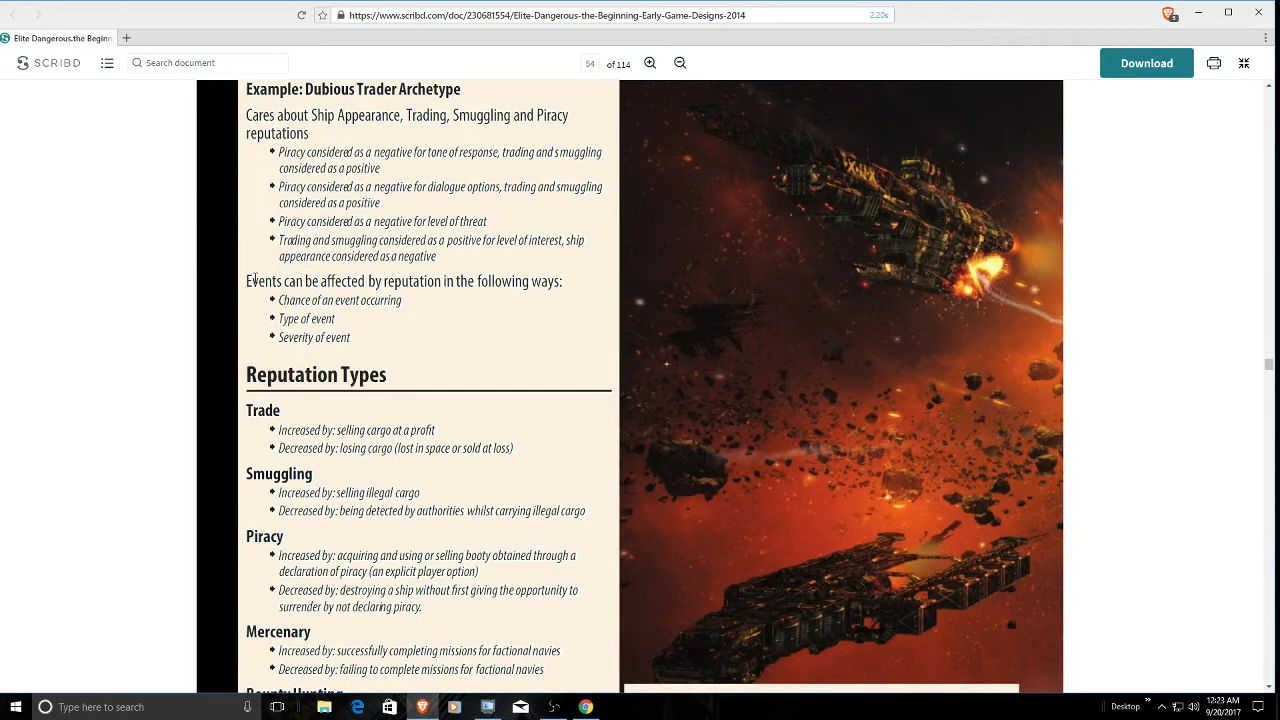 https://www.scribd.com/doc/230681554/Elite-Dangerous-the-Beginning-Early-Game-Designs-2014
2.20s
5
Elite Dangerous.the Beginn
SCRIBD
Search document
54 of 114
Download
Example: Dubious Trader Archetype
Cares about Ship Appearance, Trading, Smuggling and Piracy
reputations
Piracy considered as a negative for tone of response, trading and smuggling
considered as a positive
Piracy considered as a negative for dialogue options, trading and smuggling
considered as a positive
Piracy considered as a negative for level of threat
Trading and smuggling considered as a positive for level of interest, ship
appearance considered as a negative
Events can be affected by reputation in the following ways:
Chance of an event occurring
Type of event
Severity of event
Reputation Types
Trade
Increased by: selling cargo at a profit
Decreased by: losing cargo (lost in space or sold at loss)
Smuggling
Increased by: selling illegal cargo
Decreased by: being detected by authorities whilst carrying illegal cargo
Piracy
Increased by: acquiring and using or selling booty obtained through a
declaration of piracy (an explicit player option)
Decreased by: destroying a ship without first giving the opportunity to
surrender by not declaring piracy.
Mercenary
Increased by: successfully completing missions for factional navies
Decreased by: failing to complete missions for factional navies
Bounty Hunting
Type here to search
Desktop
12:23 AM
9/20/2017